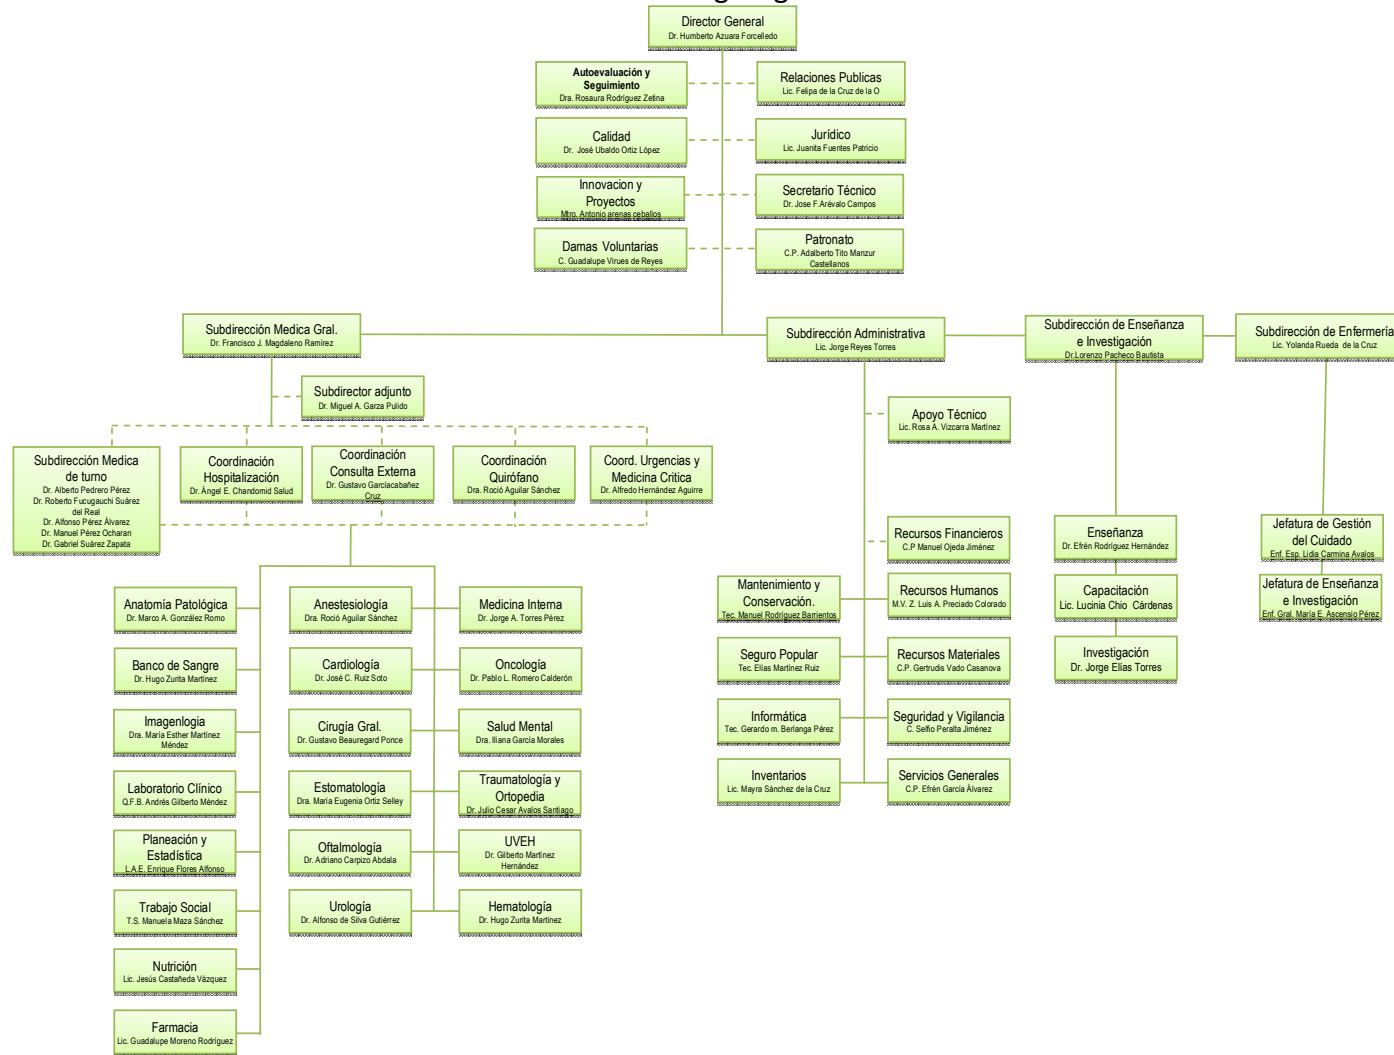 Director General
Dr. Humberto Azuara Forcelledo
Autoevaluación y
Seguimiento
Dra. Rosaura Rodríguez Zetina
Relaciones Publicas
Lic. Felipa de la Cruz de la O
Calidad
Dr. José Ubaldo Ortiz López
Jurídico
Lic. Juanita Fuentes Patricio
Innovacion y
Proyectos
Mtro. Antonio arenas ceballos
Secretario Técnico
Dr. Jose F.Arévalo Campos
Damas Voluntarias
C. Guadalupe Virues de Reyes
Patronato
C.P. Adalberto Tito Manzur
Castellanos
Subdirección Medica Gral.
Dr. Francisco J. Magdaleno Ramírez
Subdirección Administrativa
Lic. Jorge Reyes Torres
Subdirección de Enseñanza
e Investigación
Dr.Lorenzo Pacheco Bautista
Subdirección de Enfermería
Lic. Yolanda Rueda de la Cruz
Subdirector adjunto
Dr. Miguel A. Garza Pulido
Apoyo Técnico
Lic. Rosa A. Vizcarra Martínez
Subdirección Medica
de turno
Dr. Alberto Pedrero Pérez
Dr. Roberto Fucugauchi Suárez
del Real
Dr. Alfonso Pérez Álvarez
Dr. Manuel Pérez Ocharan
Dr. Gabriel Suárez Zapata
Coordinación
Hospitalización
Dr. Ángel E. Chandomid Salud
Coordinación
Consulta Externa
Dr. Gustavo Garcíacabañez
Cruz
Coordinación
Quirófano
Dra. Roció Aguilar Sánchez
Coord. Urgencias y
Medicina Critica
Dr. Alfredo Hernández Aguirre
Recursos Financieros
C.P Manuel Ojeda Jiménez
Enseñanza
Dr. Efrén Rodríguez Hernández
Jefatura de Gestión
del Cuidado
Enf. Esp. Lidia Carmina Avalos
Mantenimiento y
Conservación.
Tec. Manuel Rodríguez Barrientos
Recursos Humanos
M.V. Z. Luis A. Preciado Colorado
Capacitación
Lic. Lucinia Chio Cárdenas
Jefatura de Enseñanza
e Investigación
Enf. Gral. María E. Ascensio Pérez
Anatomía Patológica
Dr. Marco A. González Romo
Anestesiología
Dra. Roció Aguilar Sánchez
Medicina Interna
Dr. Jorge A. Torres Pérez
Seguro Popular
Tec. Elías Martínez Ruiz
Recursos Materiales
C.P. Gertrudis Vado Casanova
Investigación
Dr. Jorge Elías Torres
Banco de Sangre
Dr. Hugo Zurita Martínez
Cardiología
Dr. José C. Ruiz Soto
Oncología
Dr. Pablo L. Romero Calderón
Informática
Tec. Gerardo m. Berlanga Pérez
Seguridad y Vigilancia
C. Selfio Peralta Jiménez
Imagenlogia
Dra. María Esther Martínez
Méndez
Cirugía Gral.
Dr. Gustavo Beauregard Ponce
Salud Mental
Dra. Iliana García Morales
Inventarios
Lic. Mayra Sánchez de la Cruz
Servicios Generales
C.P. Efrén García Álvarez
Laboratorio Clínico
Q.F.B. Andrés Gilberto Méndez
Estomatología
Dra. María Eugenia Ortiz Selley
Traumatología y
Ortopedia
Dr. Julio Cesar Avalos Santiago
Planeación y
Estadística
L.A.E. Enrique Flores Alfonso
Oftalmología
Dr. Adriano Carpizo Abdala
UVEH
Dr. Gilberto Martínez
Hernández
Trabajo Social
T.S. Manuela Maza Sánchez
Urología
Dr. Alfonso de Silva Gutiérrez
Hematología
Dr. Hugo Zurita Martínez
Nutrición
Lic. Jesús Castañeda Vázquez
Farmacia
Lic. Guadalupe Moreno Rodríguez